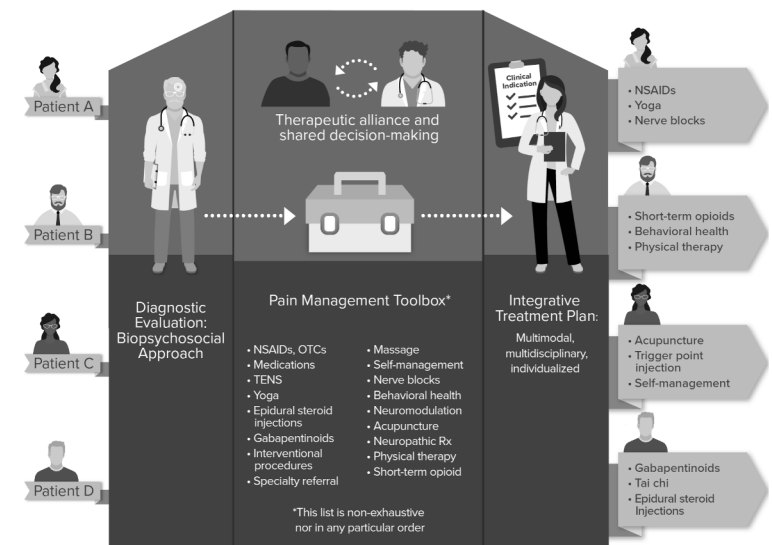 Patient A
Patient B
Patient C
Patient D
Diagnostic
Evaluation:
Biopsychosocial
Approach
Therapeutic alliance and
shared decision-making
Pain Management Toolbox*
• NSAIDs, OTCs
• Medications
• TENS
• Yoga
• Epidural steroid
injections
• Gabapentinoids
• Interventional
procedures
• Specialty referral
• Massage
• Self-management
• Nerve blocks
• Behavioral health
• Neuromodulation
• Acupuncture
• Neuropathic Rx
• Physical therapy
• Short-term opioid
*This list is non-exhaustive
nor in any particular order
Clinical
Indication
Integrative
Treatment Plan:
Multimodal,
multidisciplinary,
individualized
• NSAIDs
• Yoga
• Nerve blocks
• Short-term opioids
• Behavioral health
• Physical therapy
• Acupuncture
• Trigger point
injection
• Self-management
• Gabapentinoids
• Tai chi
• Epidural steroid
Injections